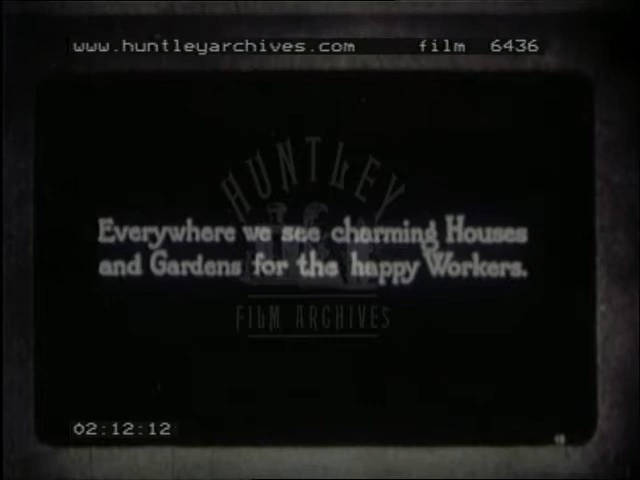 www.huntleyarchives.com film 6436
HUNTLEY
Everywhere we see charming Houses
and Gardens for the happy Workers.
FILM ARCHIVES
02:12:12